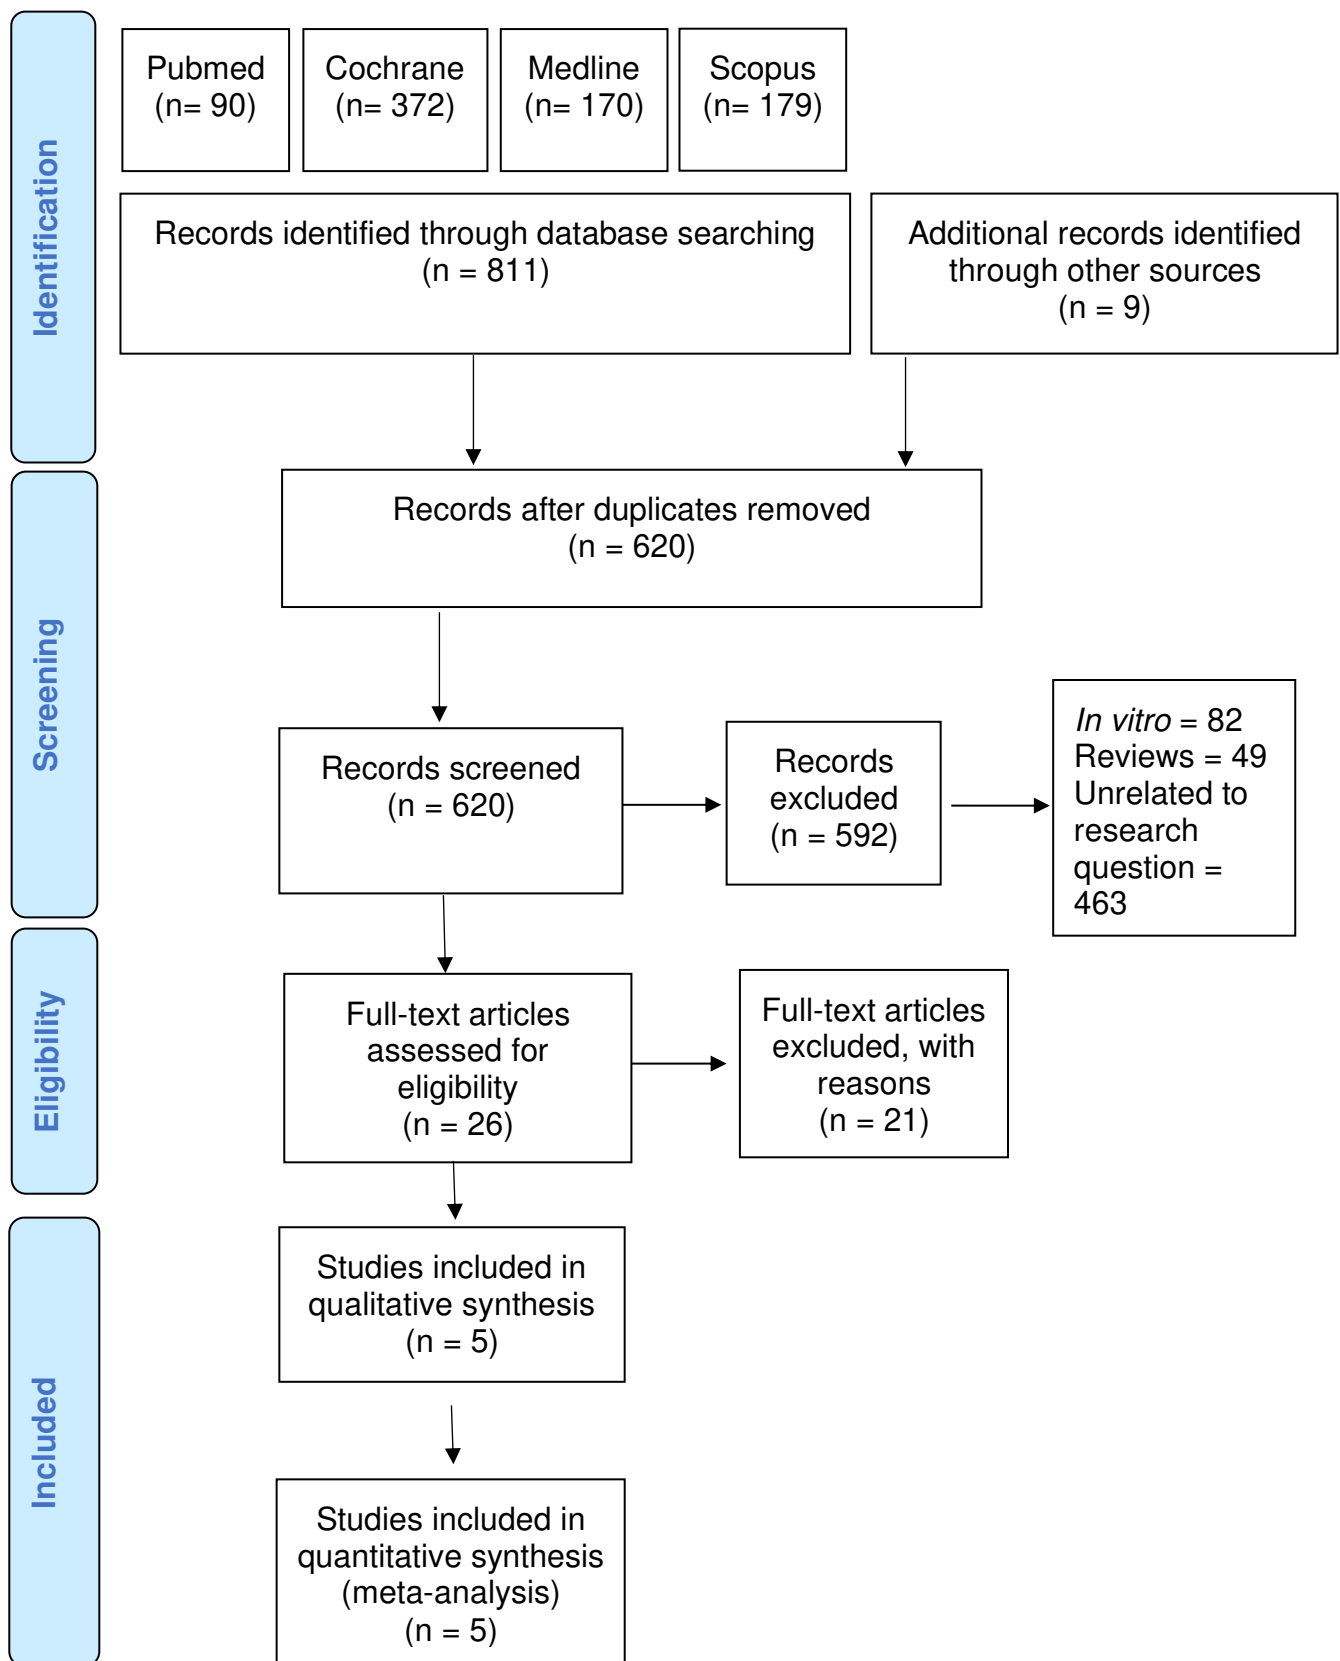 Identification
Pubmed
(n= 90)
Cochrane
(n= 372)
Medline
(n= 170)
Scopus
(n= 179)
Records identified through database searching
(n = 811)
Additional records identified
through other sources
(n = 9)
Screening
Records after duplicates removed
(n = 620)
Records screened
(n = 620)
Records
excluded
(n = 592)
In vitro = 82
Reviews = 49
Unrelated to
research
question =
463
Eligibility
Full-text articles
assessed for
eligibility
(n = 26)
Full-text articles
excluded, with
reasons
(n = 21)
Included
Studies included in
qualitative synthesis
(n = 5)
Studies included in
quantitative synthesis
(meta-analysis)
(n = 5)